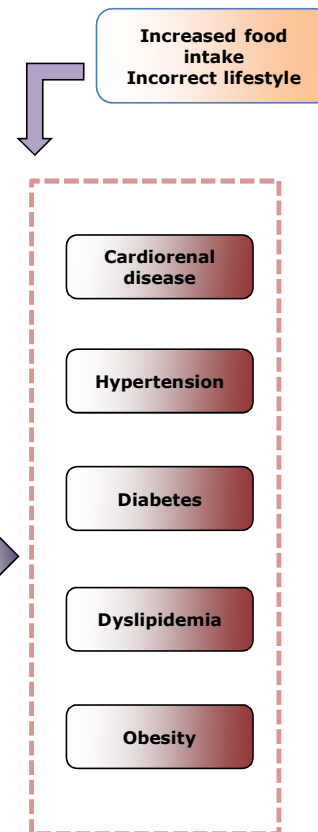 Increased food
intake
Incorrect lifestyle
Cardiorenal
disease
Hypertension
Diabetes
Dyslipidemia
Obesity